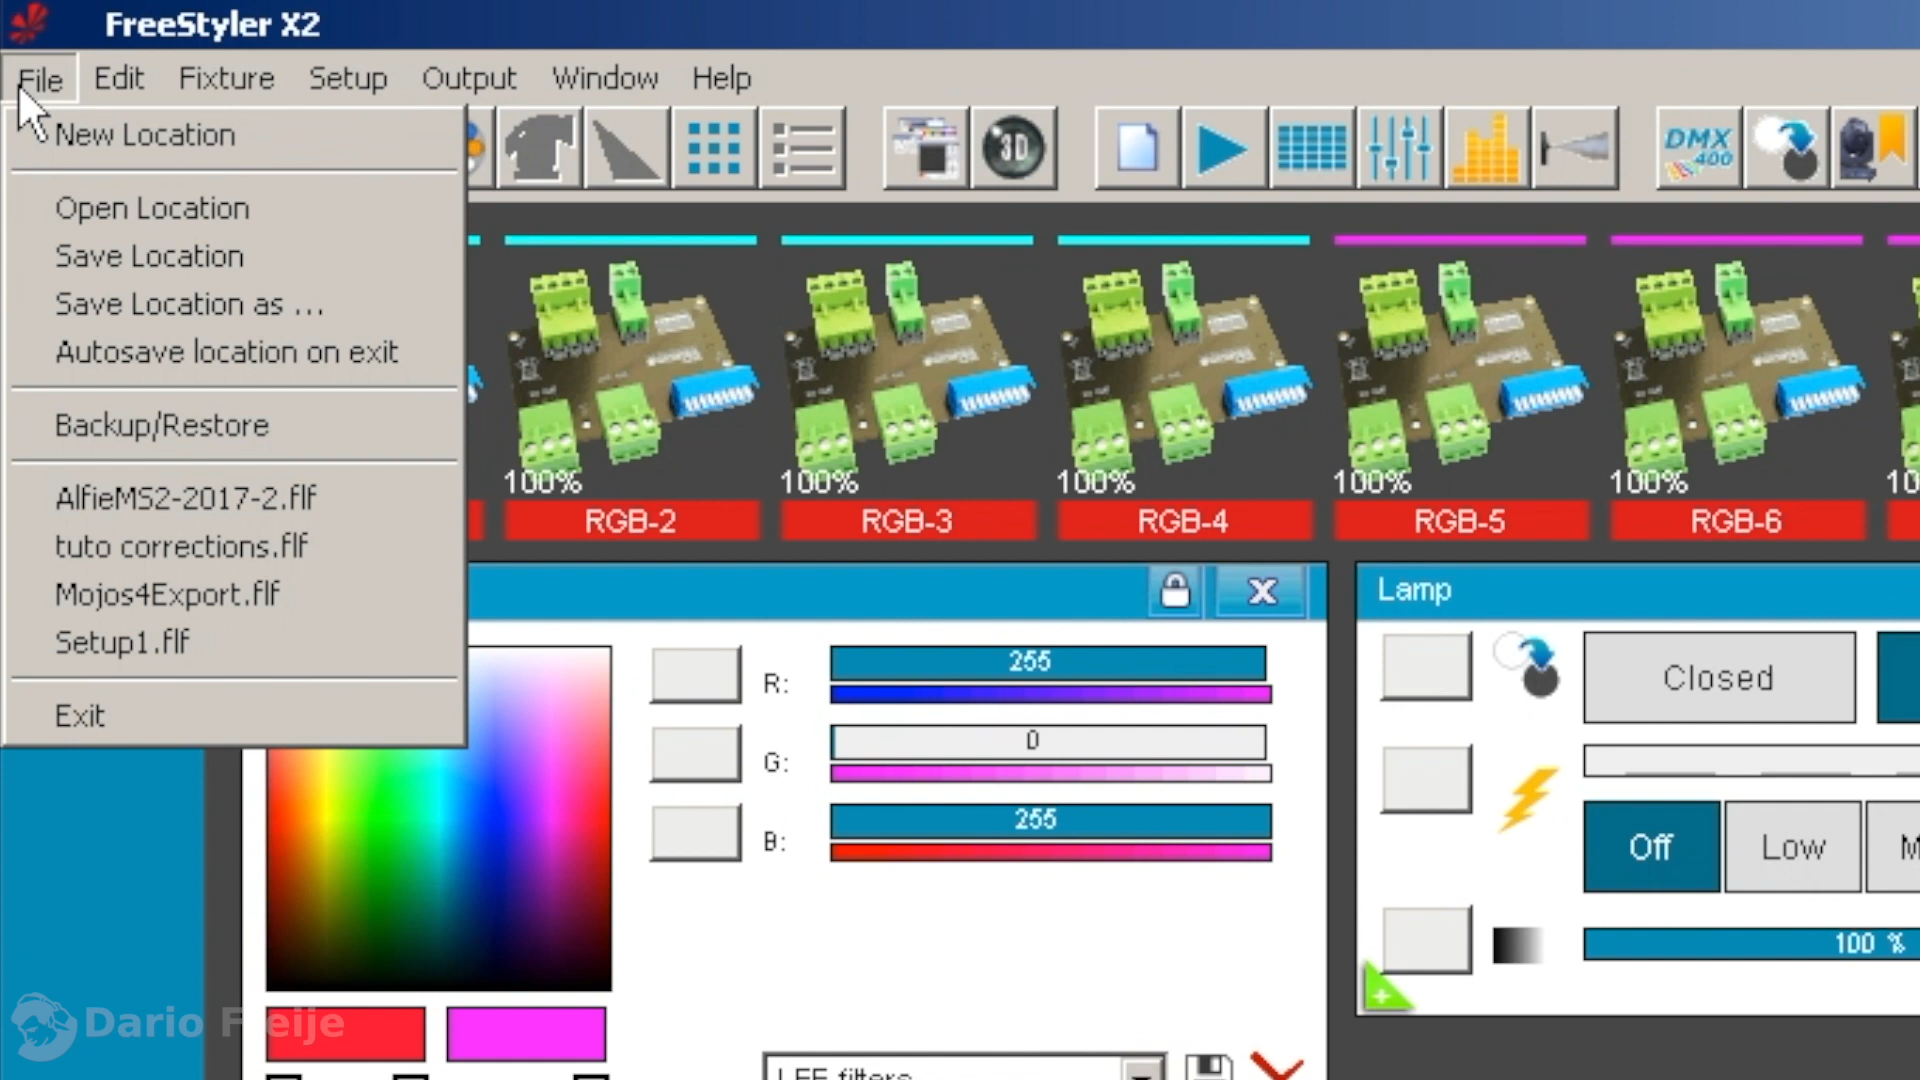 FreeStyler X2
File Edit Fixture Setup Output Window Help
New Location
Open Location
Save Location
Save Location as ...
Autosave location on exit
Backup/Restore
AlfieMS2-2017-2.flf
tuto corrections.flf
Mojos4Export.flf
Setup1.flf
Exit
3D
DMX
400
100% 100% 100% 100% 100% 10
RGB-2 RGB-3 RGB-4 RGB-5 RGB-6
Lamp
R: 255
G: 0
B: 255
Closed
Off Low M
100 %
LEE filters
Dario